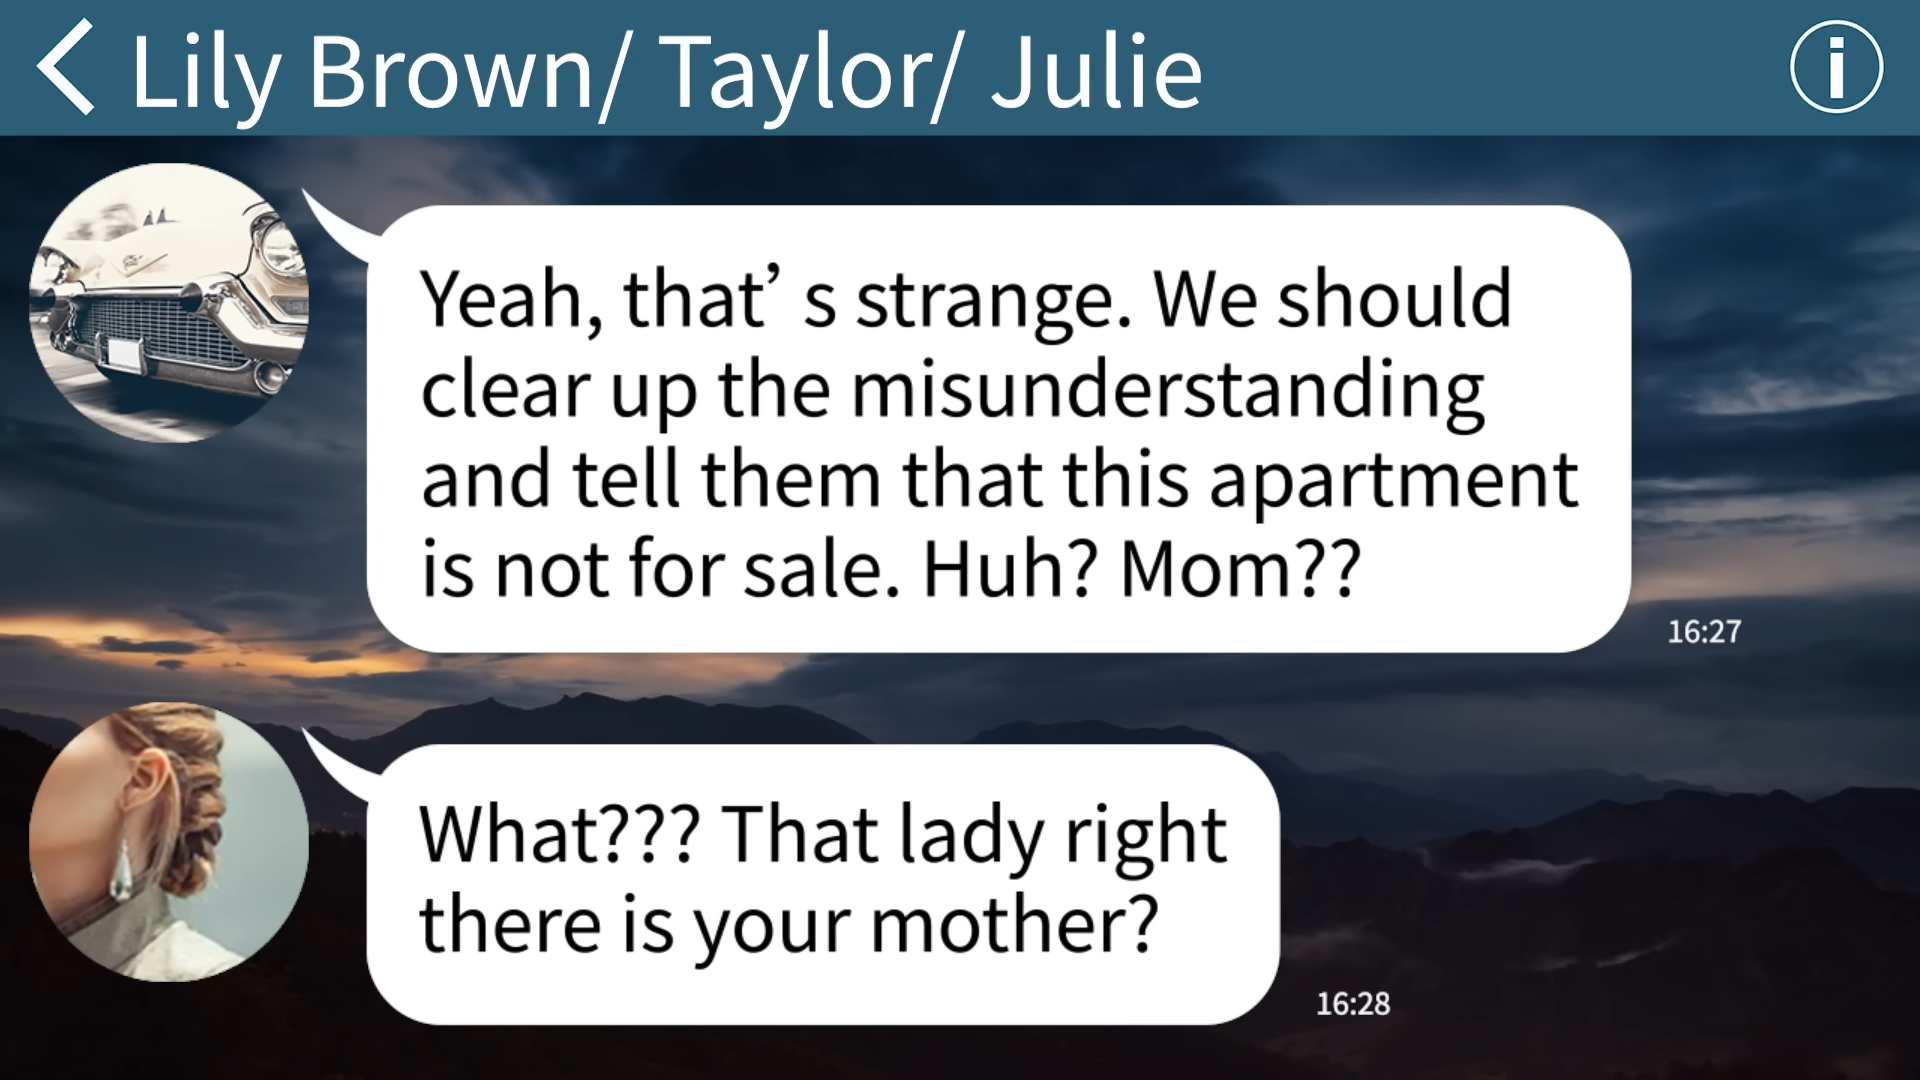 Lily Brown/ Taylor/ Julie
Yeah, that’ s strange. We should
clear up the misunderstanding
and tell them that this apartment
is not for sale. Huh? Mom??
16:27
What??? That lady right
there is your mother?
16:28